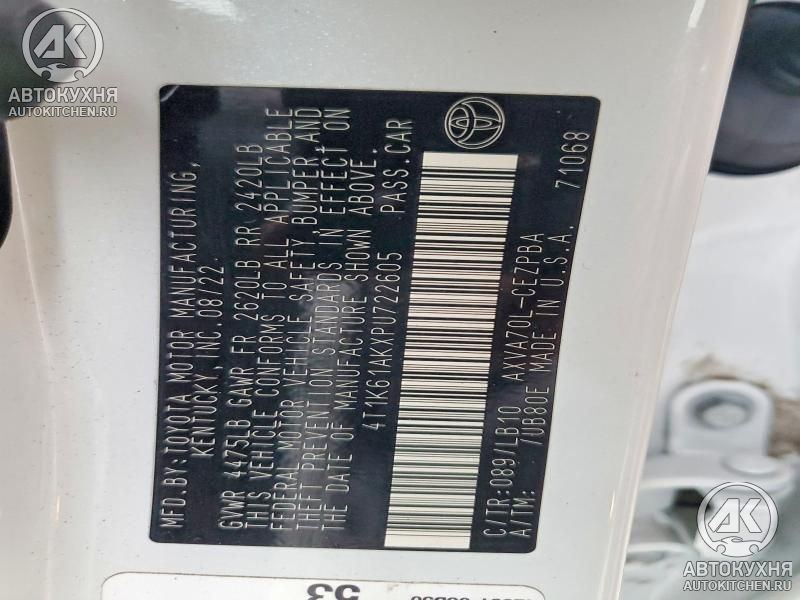 MFD.BY:TOYOTA MOTOR MANUFACTURING,
KENTUCKY, INC.08/22
GVWR 4475LB GAWR FR 2620LB RR 2420LB
THIS VEHICLE CONFORMS TO ALL APPLICABLE
FEDERAL MOTOR VEHICLE SAFETY, BUMPER, AND
THEFT PREVENTION STANDARDS IN EFFECT ON
THE DATE OF MANUFACTURE SHOWN ABOVE.
4T1K61AKXPU722605 PASS.CAR
C/TR:089/LB10 AXVA70L-CEZPBA
A/TM: /UB80E MADE IN U.S.A. 71068
53
AK
АВТОКУХНЯ
AUTOKITCHEN.RU
AK
АВТОКУХНЯ
AUTOKITCHEN.RU